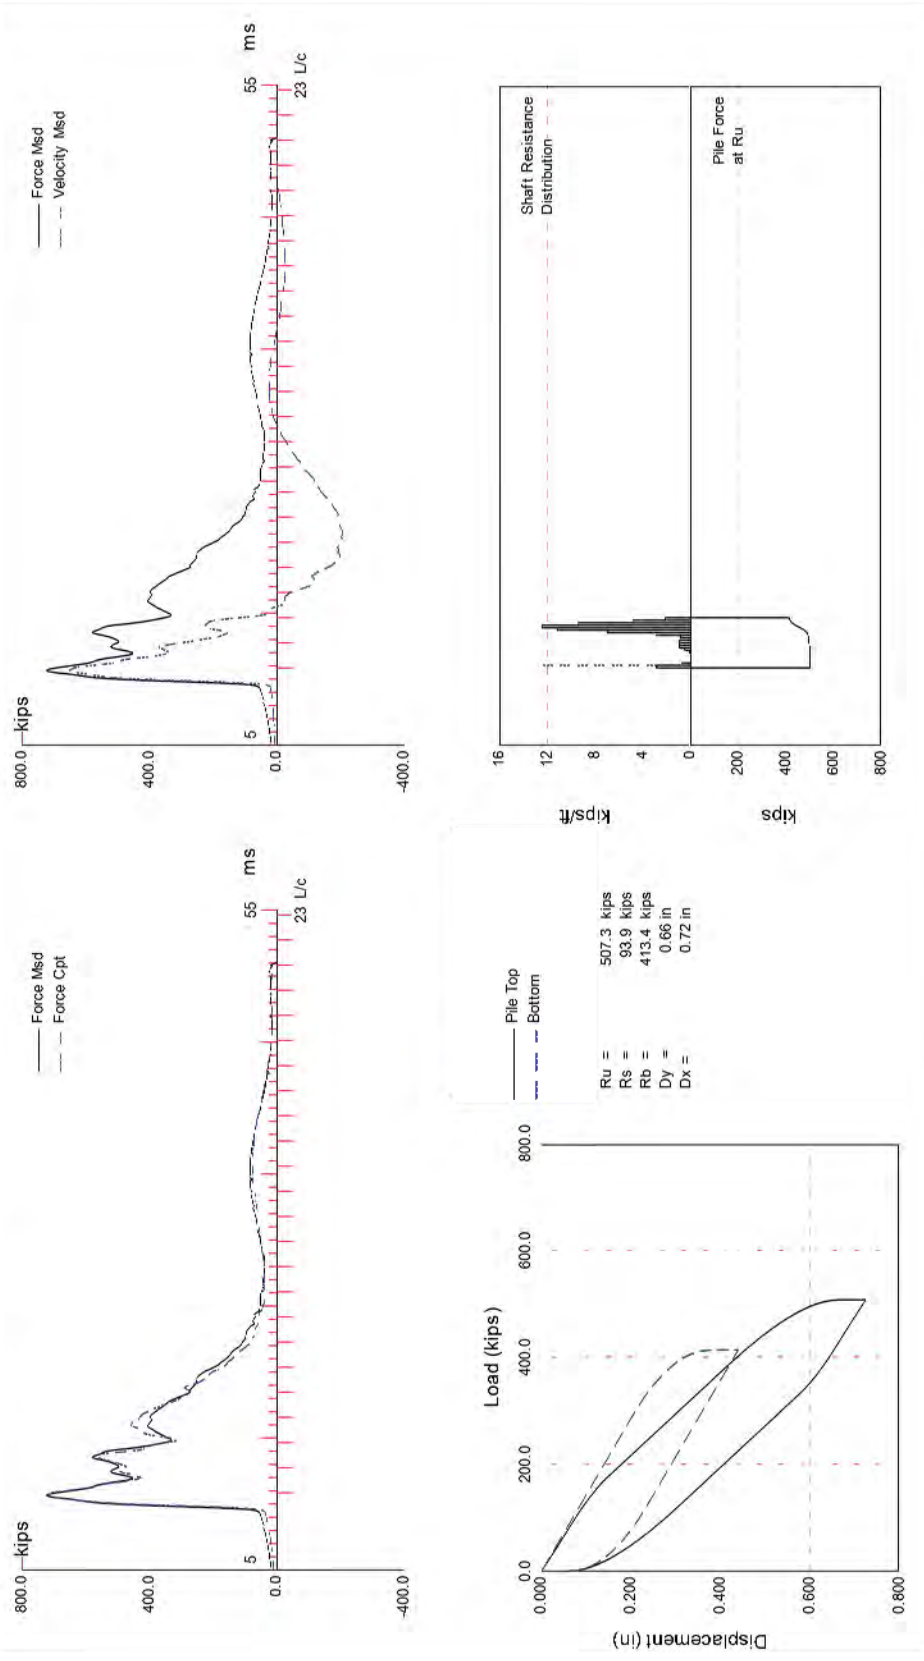 800.0
kips
400.0
0.0
-400.0
5
55
ms
23 L/c
Force Msd
Force Cpt
800.0
kips
400.0
0.0
-400.0
5
55
ms
23 L/c
Force Msd
Velocity Msd
Load (kips)
0.0
200.0
400.0
600.0
800.0
0.000
0.200
0.400
0.600
0.800
Displacement (in)
Pile Top
Bottom
Ru = 507.3 kips
Rs = 93.9 kips
Rb = 413.4 kips
Dy = 0.66 in
Dx = 0.72 in
16
12
8
4
0
kips/ft
200
400
600
800
kips
Shaft Resistance
Distribution
Pile Force
at Ru